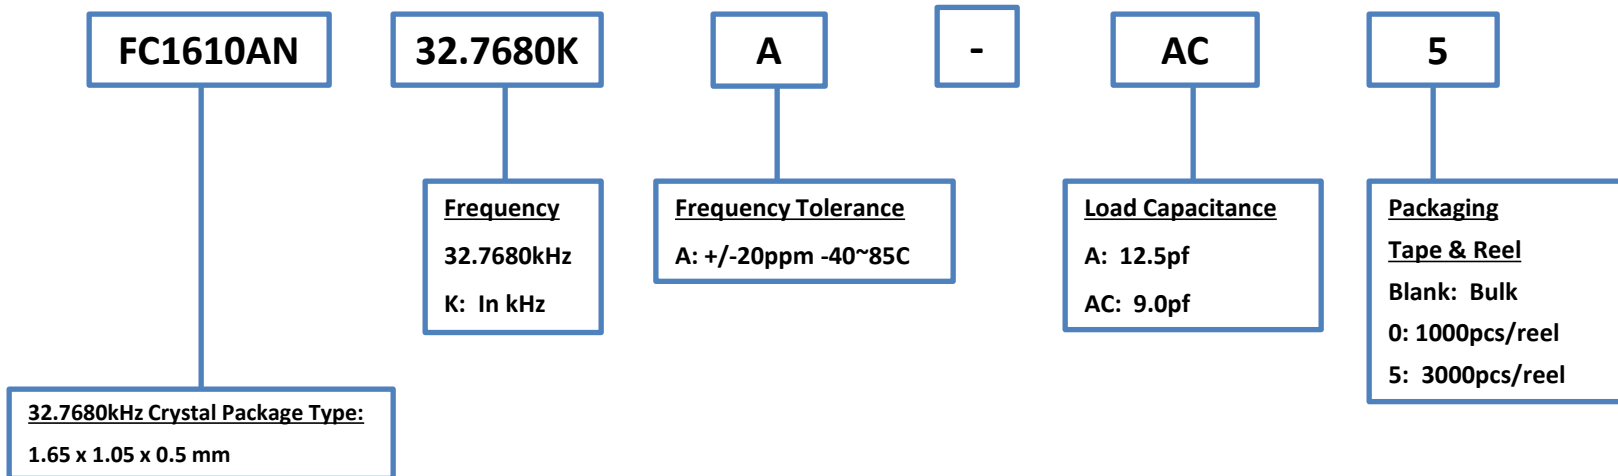 FC1610AN 32.7680K A - AC 5
Frequency
32.7680kHz
K: In kHz
Frequency Tolerance
A: +/-20ppm -40~85C
Load Capacitance
A: 12.5pf
AC: 9.0pf
Packaging
Tape & Reel
Blank: Bulk
0: 1000pcs/reel
5: 3000pcs/reel
32.7680kHz Crystal Package Type:
1.65 x 1.05 x 0.5 mm